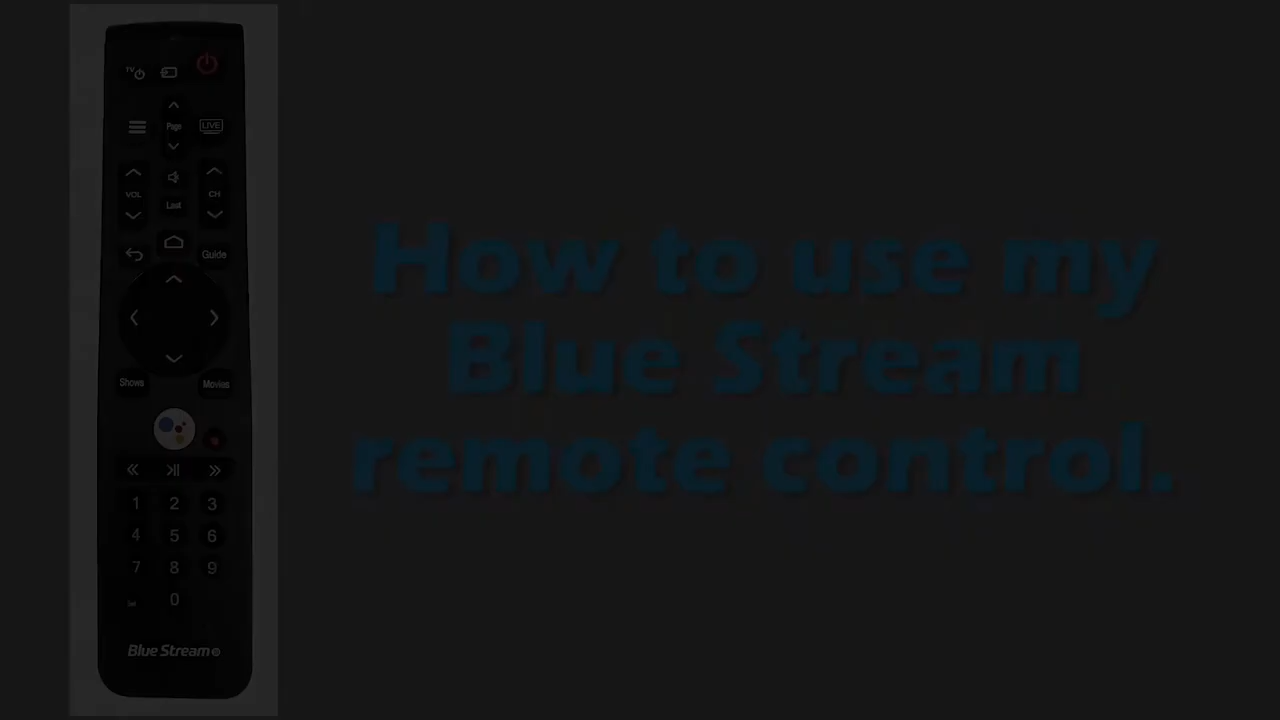 TV
Page
LIVE
VOL
CH
Last
Guide
How to use my
Blue Stream
remote control.
Shows
Movies
1 2 3
4 5 6
7 8 9
Set 0
Blue Stream